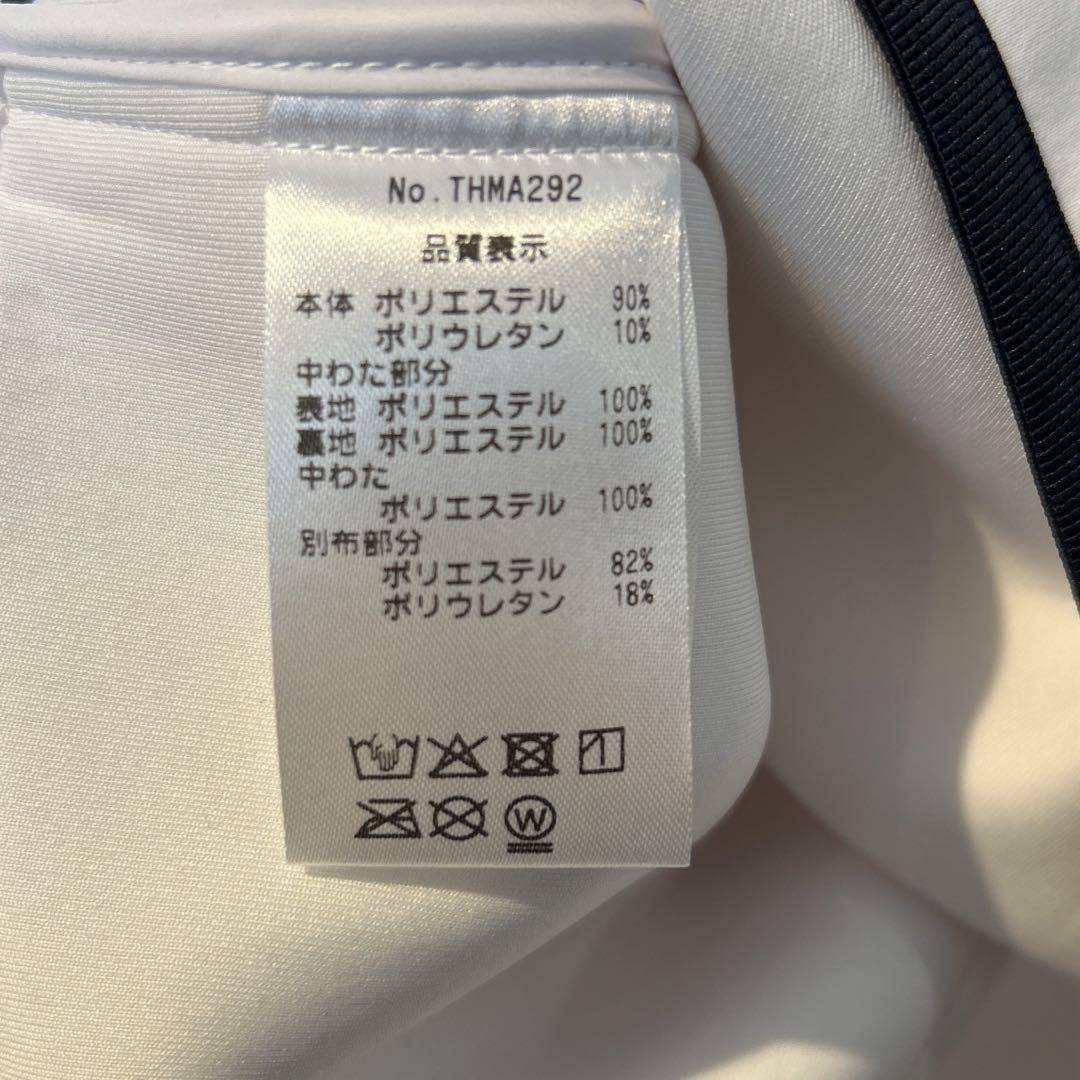 No.THMA292
品質表示
本体 ポリエステル 90%
ポリウレタン 10%
中わた部分
表地 ポリエステル 100%
裏地 ポリエステル 100%
中わた
ポリエステル 100%
別布部分
ポリエステル 82%
ポリウレタン 18%
W